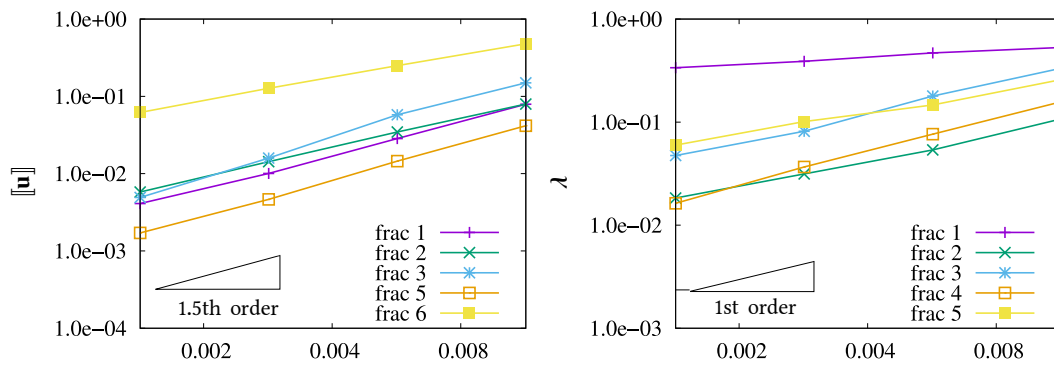 1.0e+00
1.0e−01
1.0e−02
1.0e−03
1.0e−04
⟦u⟧
frac 1
frac 2
frac 3
frac 5
frac 6
1.5th order
0.002
0.004
0.008
1.0e+00
1.0e−01
1.0e−02
1.0e−03
λ
frac 1
frac 2
frac 3
frac 4
frac 5
1st order
0.002
0.004
0.008